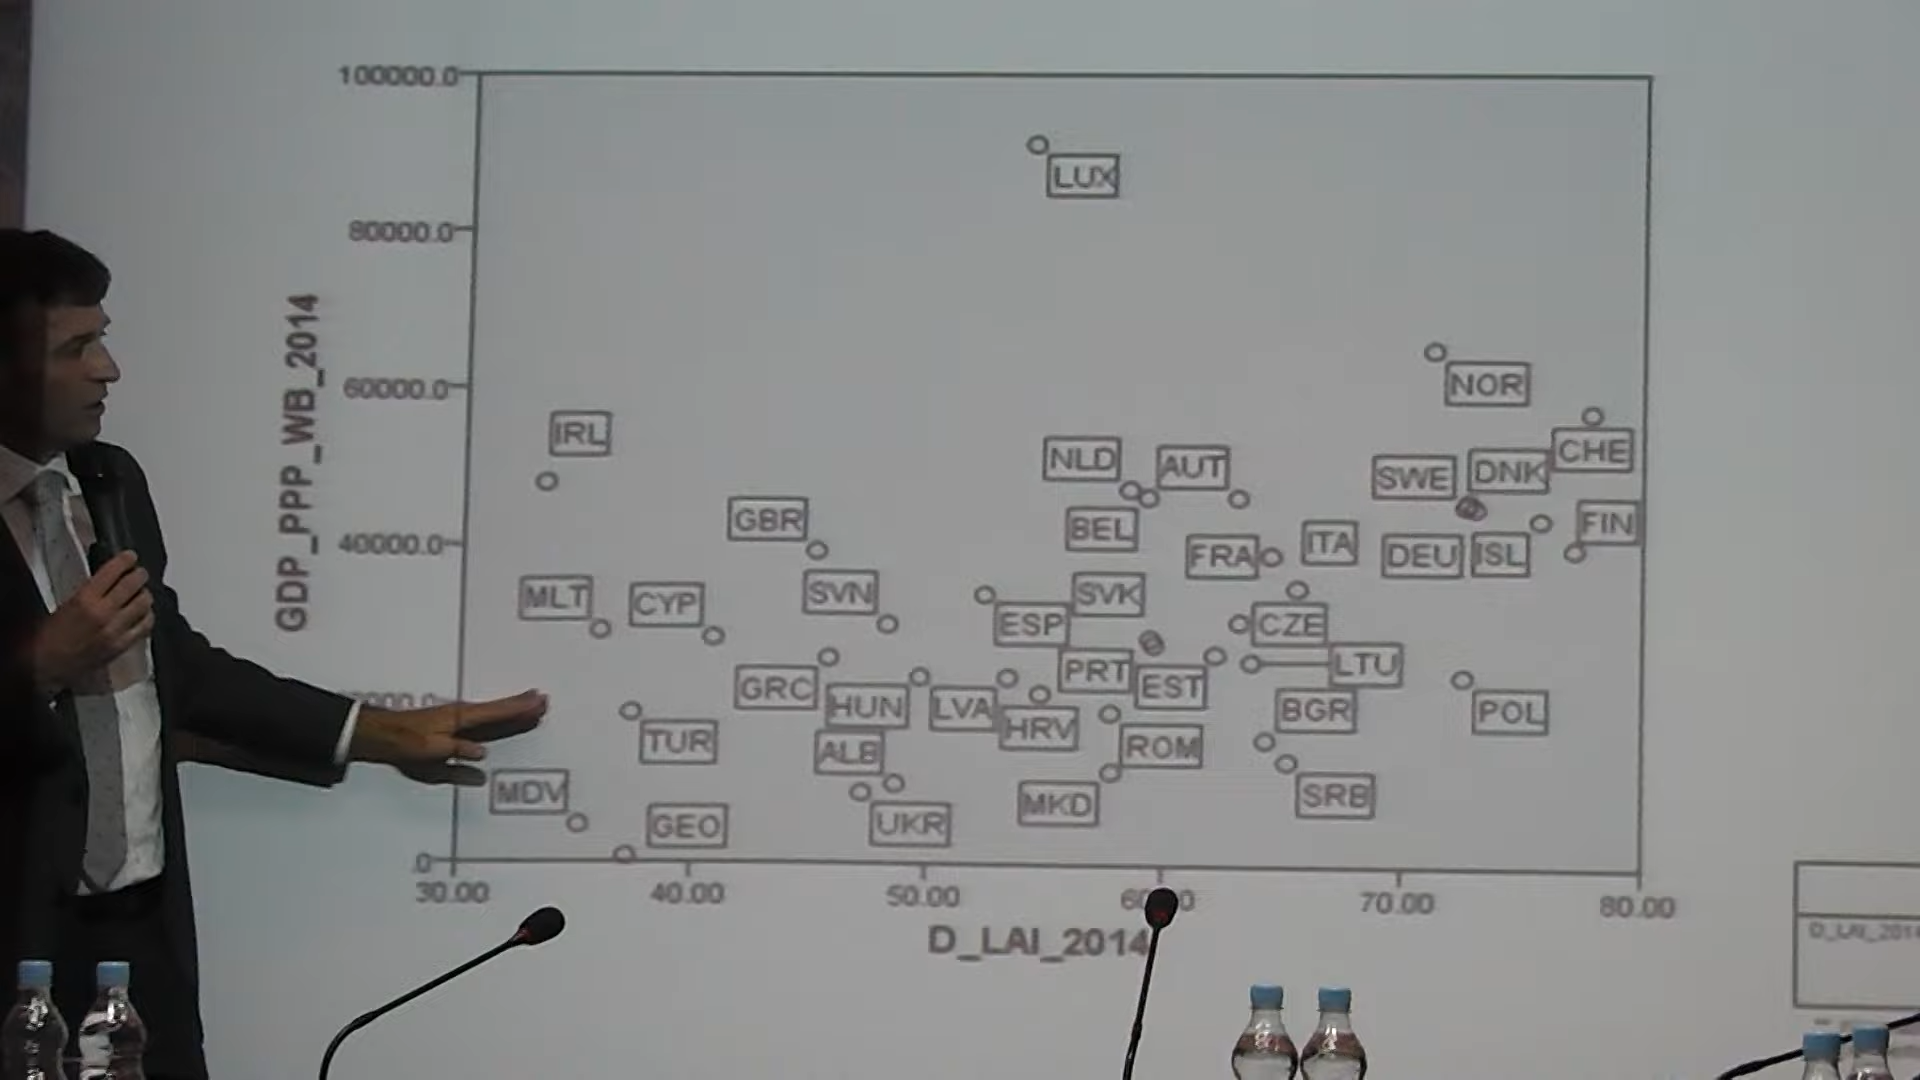 100000.0
LUX
80000.0
GDP_PPP_WB_2014
60000.0
NOR
IRL
CHE
NLD
AUT
SWE
DNK
GBR
BEL
FIN
40000.0
FRA
ITA
DEU
ISL
MLT
CYP
SVN
SVK
ESP
CZE
PRT
LTU
GRC
EST
HUN
LVA
BGR
POL
HRV
TUR
ALB
ROM
MDV
SRB
MKD
GEO
UKR
.0
30.00
40.00
50.00
70.00
80.00
D_LAI_2014
D_LAI_2014